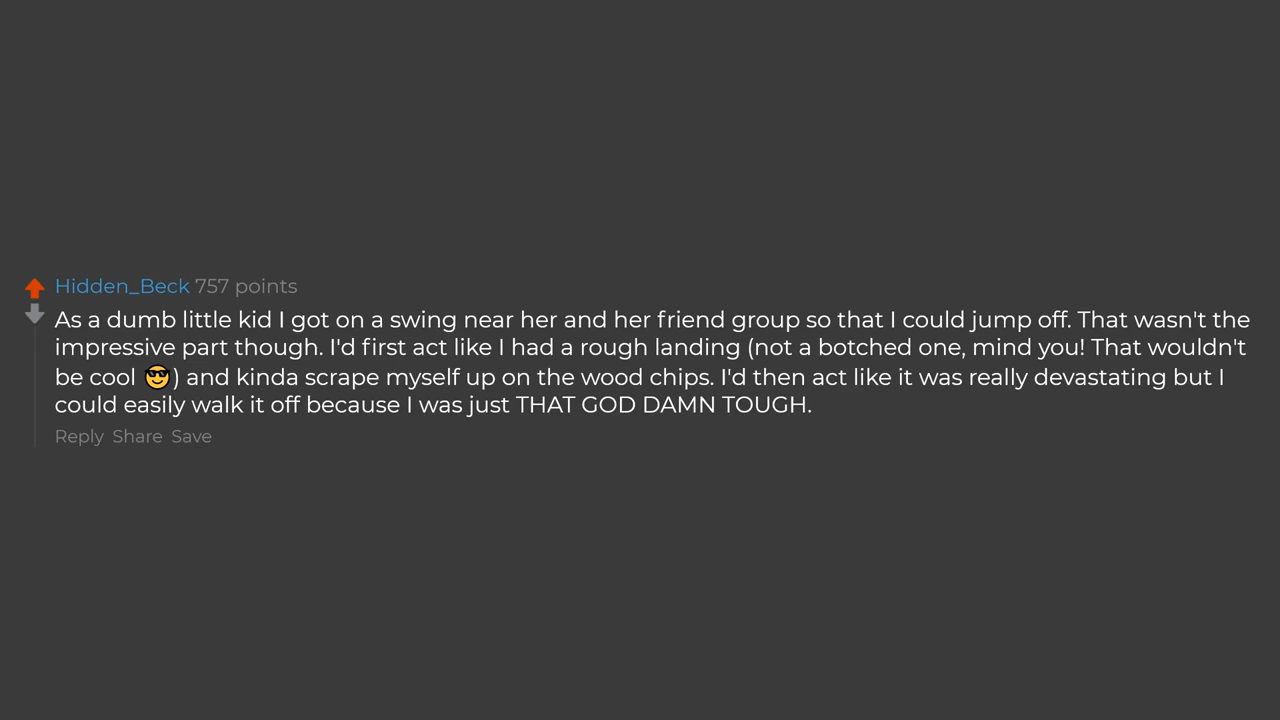 Hidden_Beck 757 points
As a dumb little kid I got on a swing near her and her friend group so that I could jump off. That wasn't the
impressive part though. I'd first act like I had a rough landing (not a botched one, mind you! That wouldn't
be cool 😎) and kinda scrape myself up on the wood chips. I'd then act like it was really devastating but I
could easily walk it off because I was just THAT GOD DAMN TOUGH.
Reply Share Save